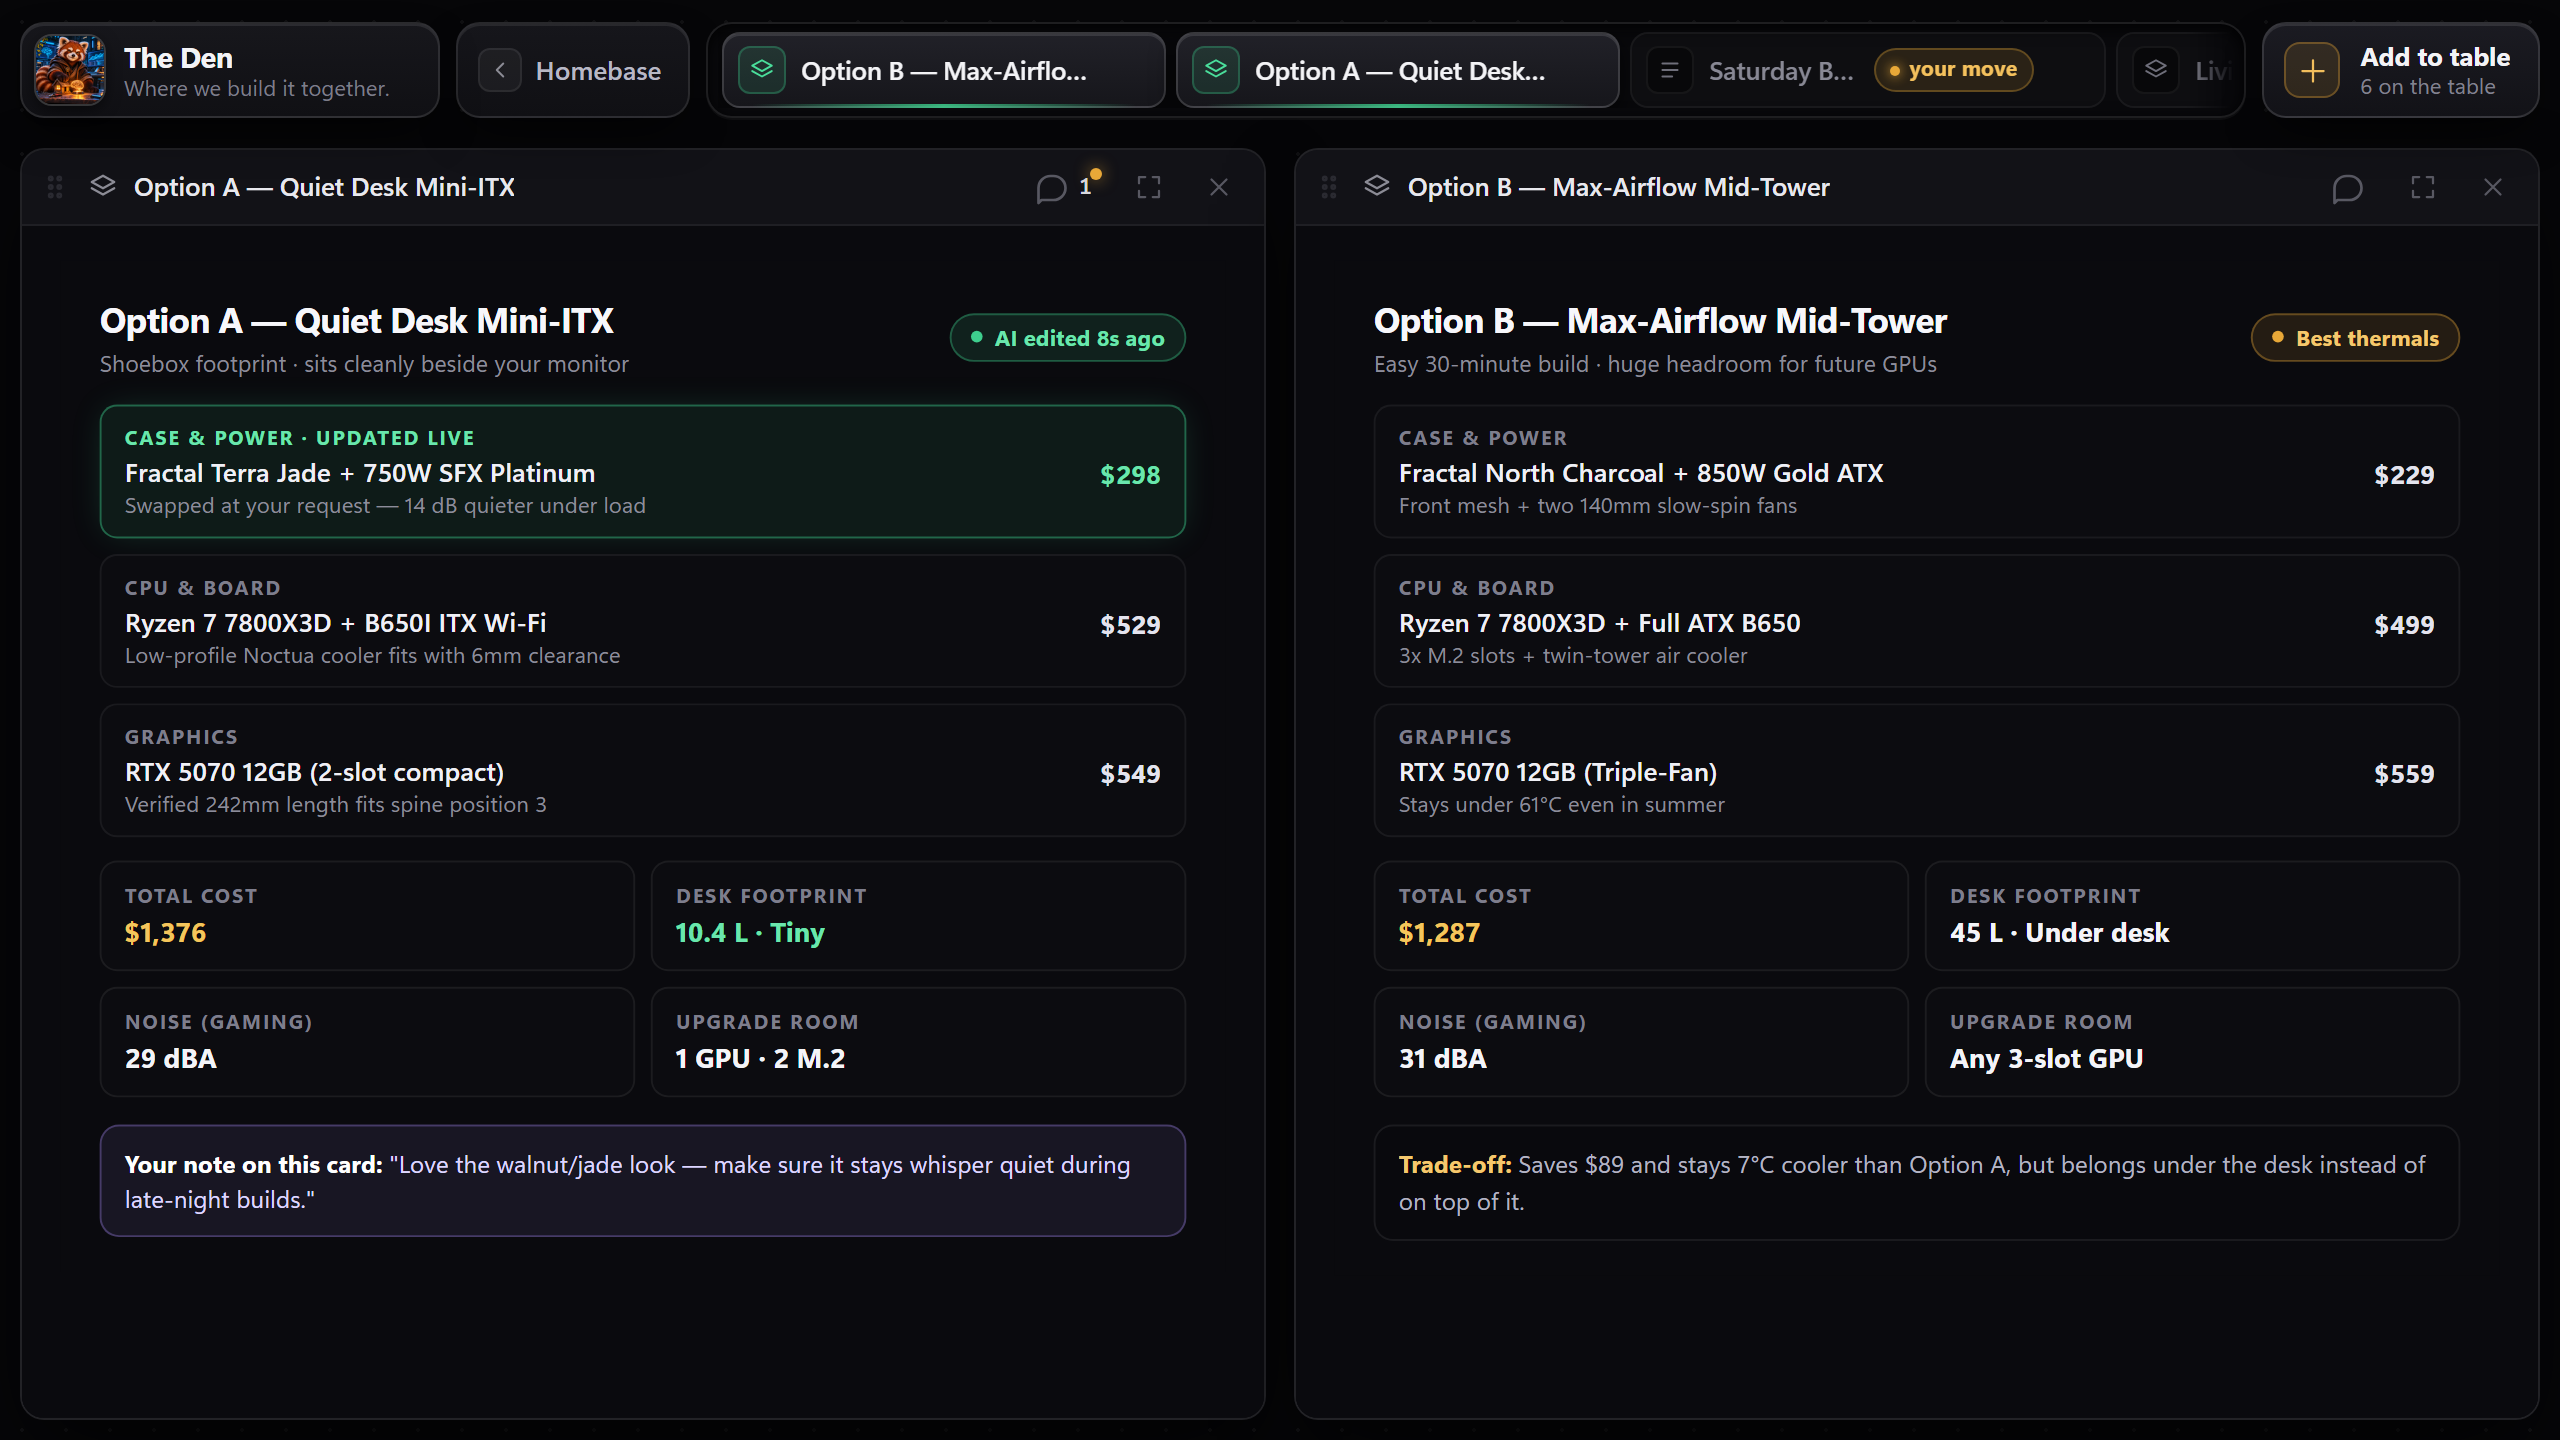 The Den
Where we build it together.
Homebase
Option B — Max-Airflo...
Option A — Quiet Desk...
Saturday B...
your move
Add to table
6 on the table
Option A — Quiet Desk Mini-ITX
1
Option A — Quiet Desk Mini-ITX
Shoebox footprint · sits cleanly beside your monitor
AI edited 8s ago
CASE & POWER · UPDATED LIVE
Fractal Terra Jade + 750W SFX Platinum
$298
Swapped at your request — 14 dB quieter under load
CPU & BOARD
Ryzen 7 7800X3D + B650I ITX Wi-Fi
$529
Low-profile Noctua cooler fits with 6mm clearance
GRAPHICS
RTX 5070 12GB (2-slot compact)
$549
Verified 242mm length fits spine position 3
TOTAL COST
$1,376
DESK FOOTPRINT
10.4 L · Tiny
NOISE (GAMING)
29 dBA
UPGRADE ROOM
1 GPU · 2 M.2
Your note on this card: "Love the walnut/jade look — make sure it stays whisper quiet during
late-night builds."
Option B — Max-Airflow Mid-Tower
Option B — Max-Airflow Mid-Tower
Easy 30-minute build · huge headroom for future GPUs
Best thermals
CASE & POWER
Fractal North Charcoal + 850W Gold ATX
$229
Front mesh + two 140mm slow-spin fans
CPU & BOARD
Ryzen 7 7800X3D + Full ATX B650
$499
3x M.2 slots + twin-tower air cooler
GRAPHICS
RTX 5070 12GB (Triple-Fan)
$559
Stays under 61°C even in summer
TOTAL COST
$1,287
DESK FOOTPRINT
45 L · Under desk
NOISE (GAMING)
31 dBA
UPGRADE ROOM
Any 3-slot GPU
Trade-off: Saves $89 and stays 7°C cooler than Option A, but belongs under the desk instead of
on top of it.